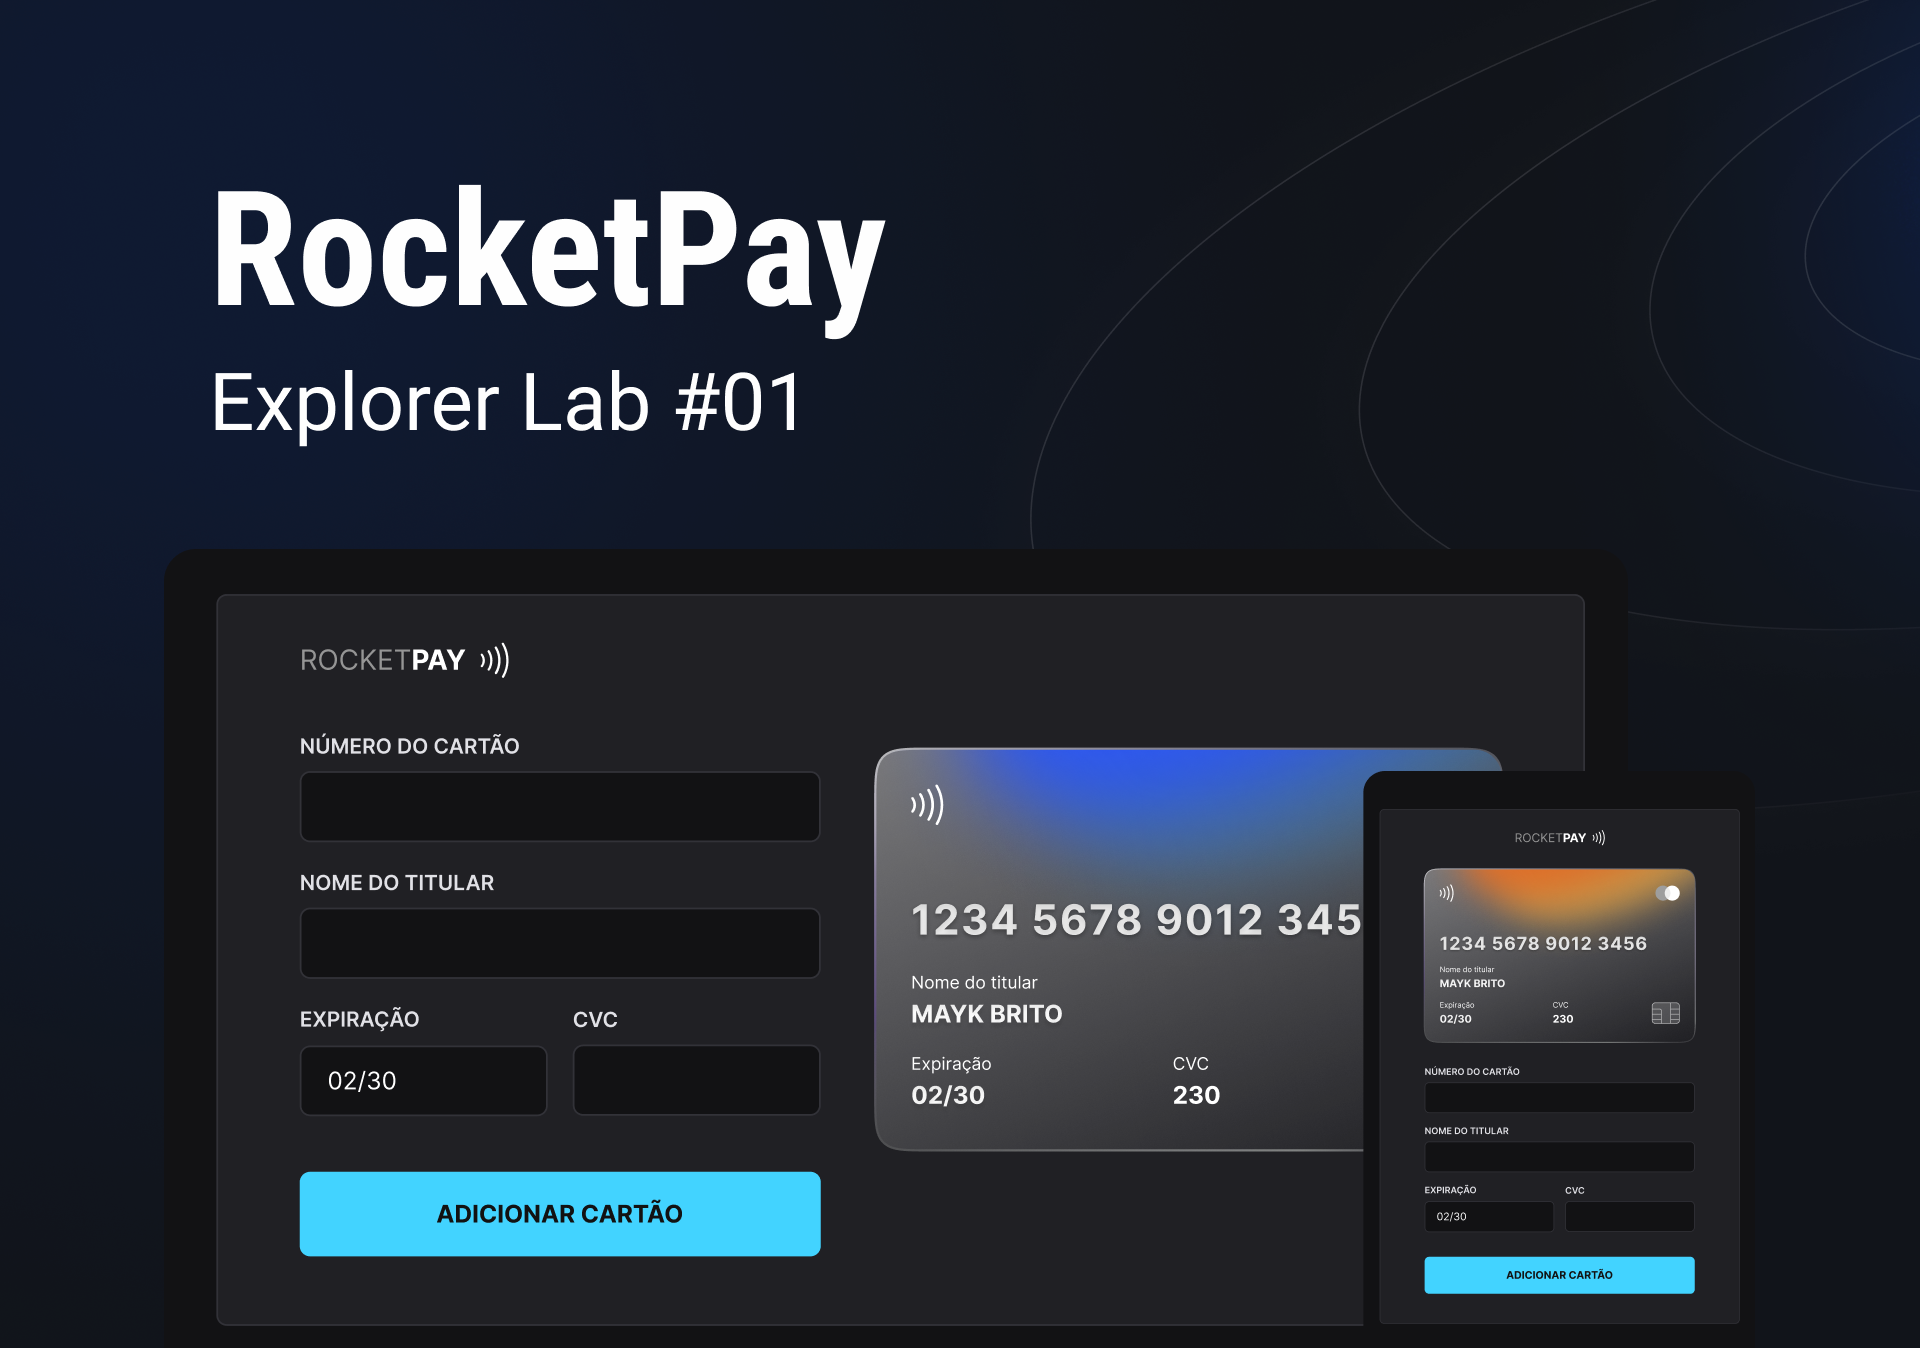 RocketPay
Explorer Lab #01
ROCKETPAY
NÚMERO DO CARTÃO
NOME DO TITULAR
EXPIRAÇÃO
CVC
02/30
ADICIONAR CARTÃO
1234 5678 9012 345
Nome do titular
MAYK BRITO
Expiração
CVC
02/30
230
ROCKETPAY
1234 5678 9012 3456
Nome do titular
MAYK BRITO
Expiração
CVC
02/30
230
NÚMERO DO CARTÃO
NOME DO TITULAR
EXPIRAÇÃO
CVC
02/30
ADICIONAR CARTÃO